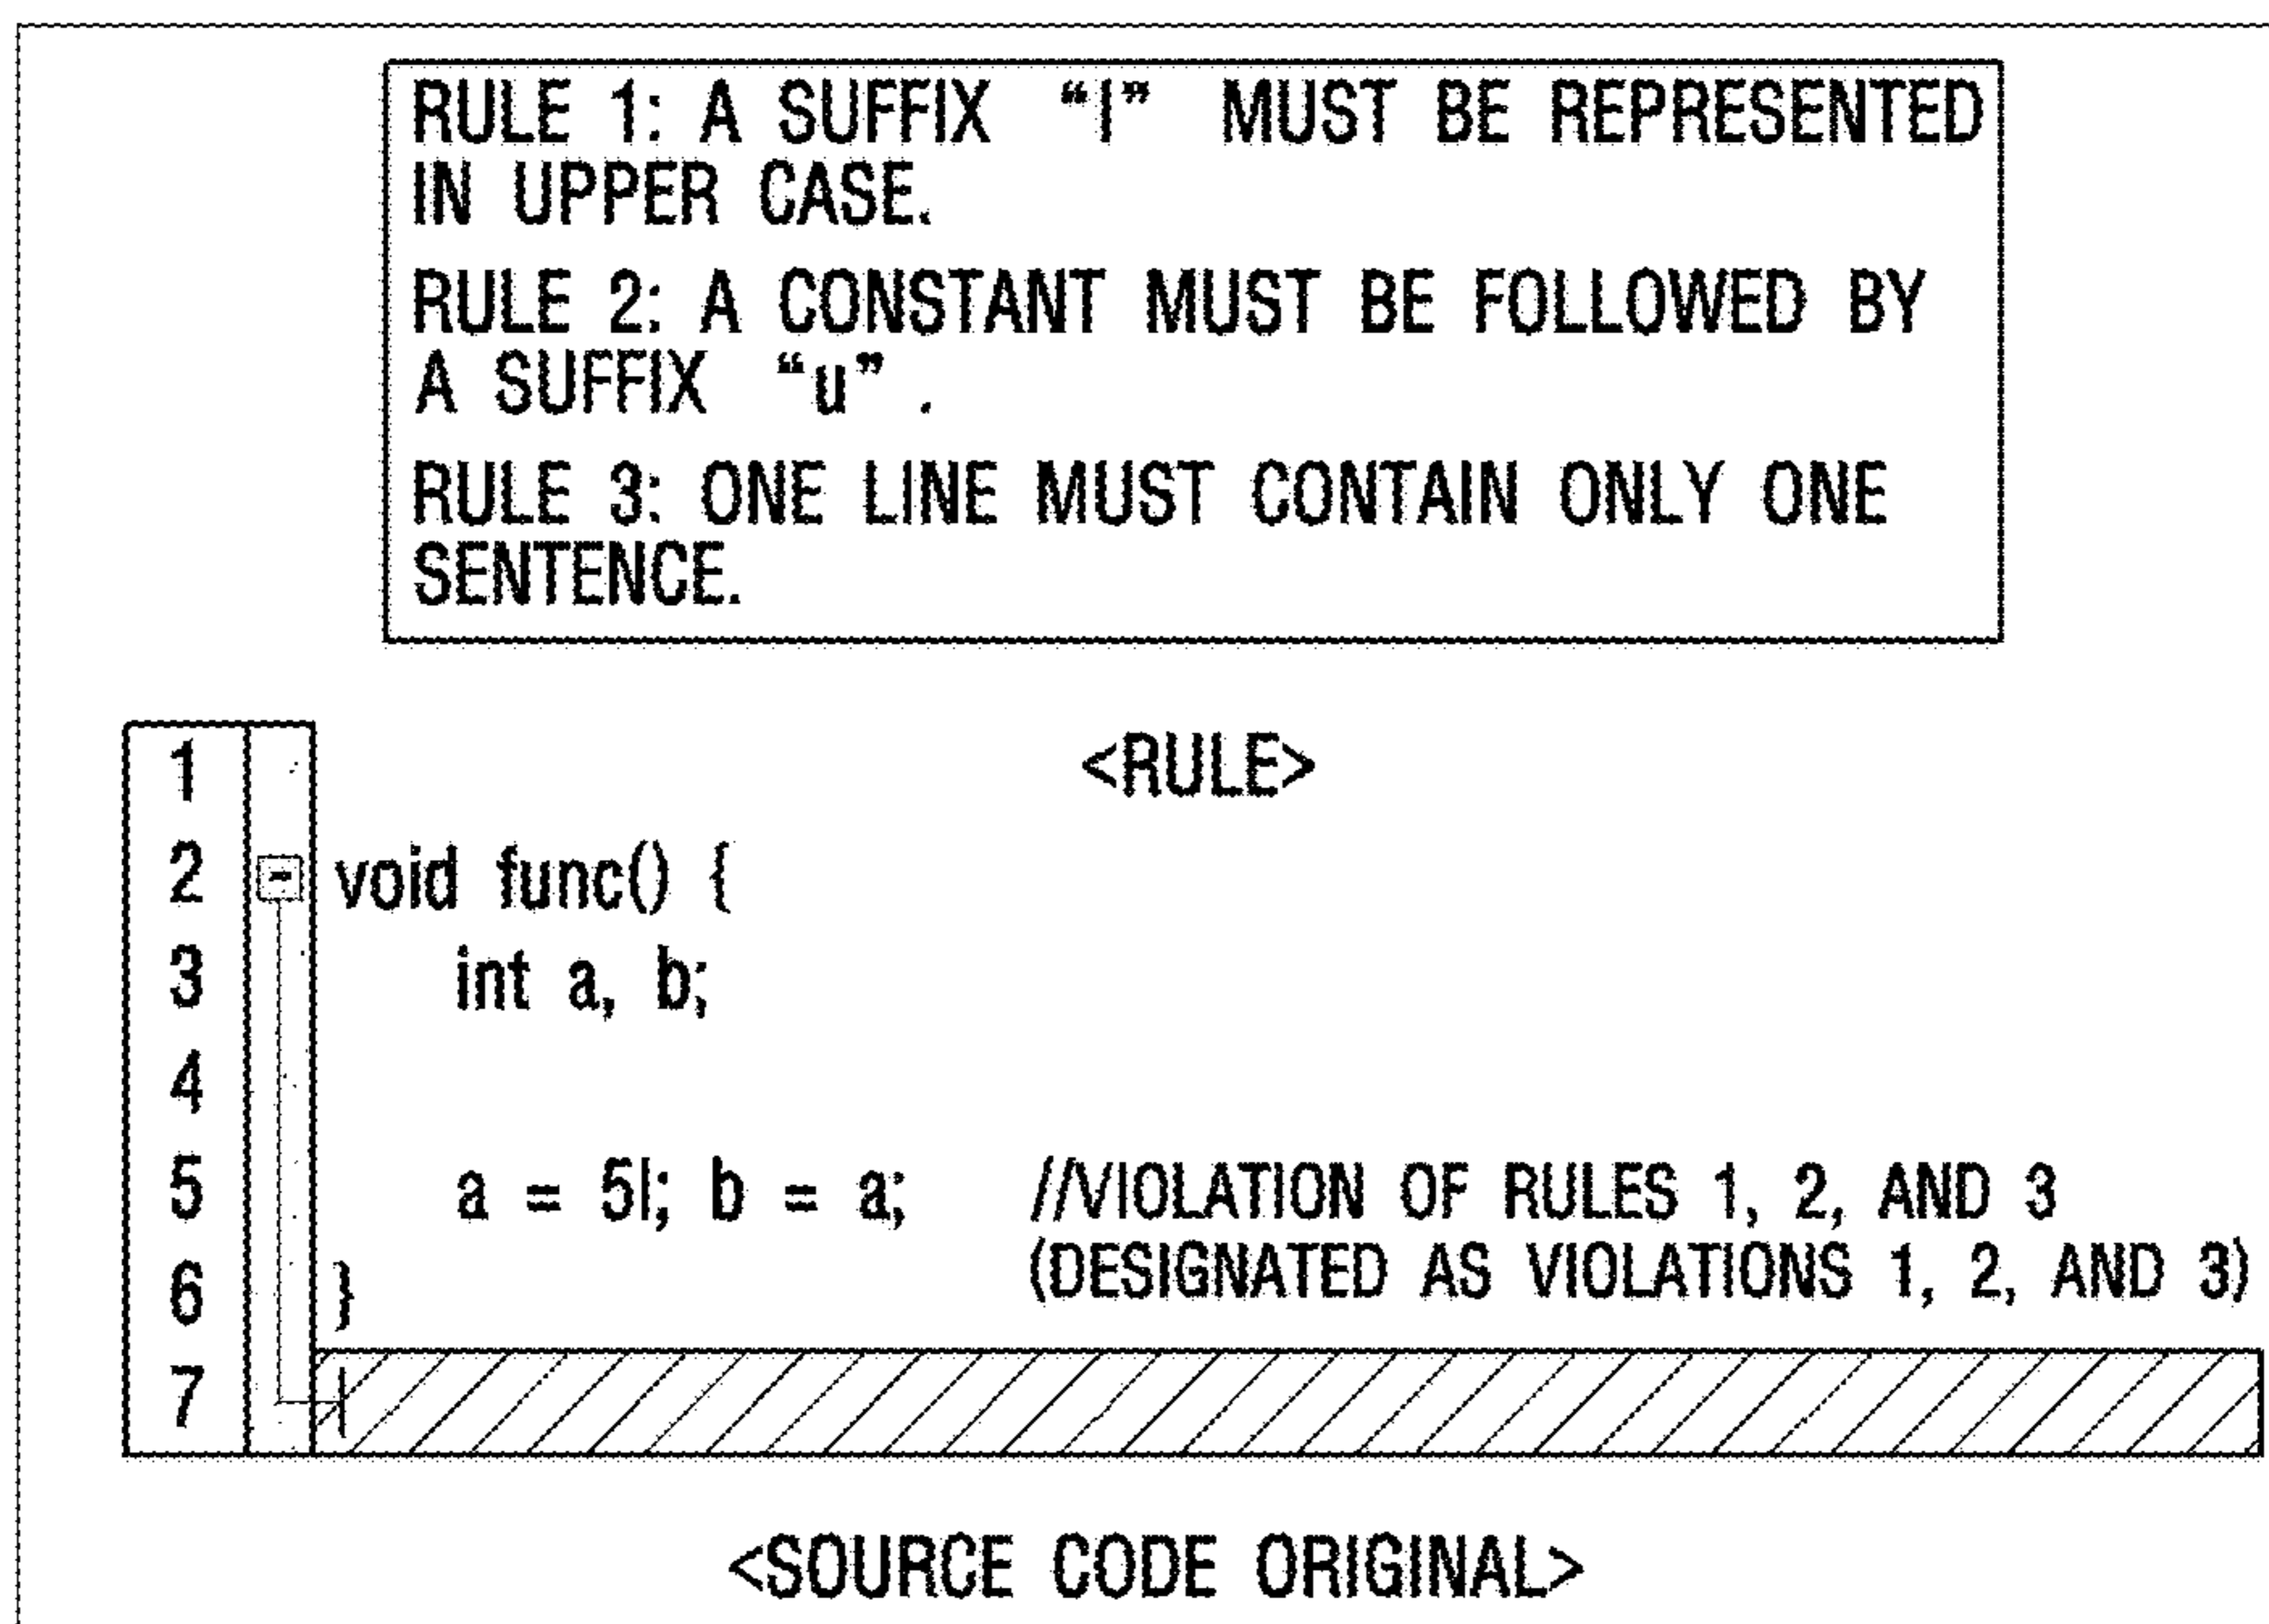 RULE 1: A SUFFIX “l” MUST BE REPRESENTED
IN UPPER CASE.
RULE 2: A CONSTANT MUST BE FOLLOWED BY
A SUFFIX “u” .
RULE 3: ONE LINE MUST CONTAIN ONLY ONE
SENTENCE.
<RULE>
1
2 void func() {
3 int a, b;
4
5 a = 5l; b = a; //VIOLATION OF RULES 1, 2, AND 3
(DESIGNATED AS VIOLATIONS 1, 2, AND 3)
6 }
7
<SOURCE CODE ORIGINAL>